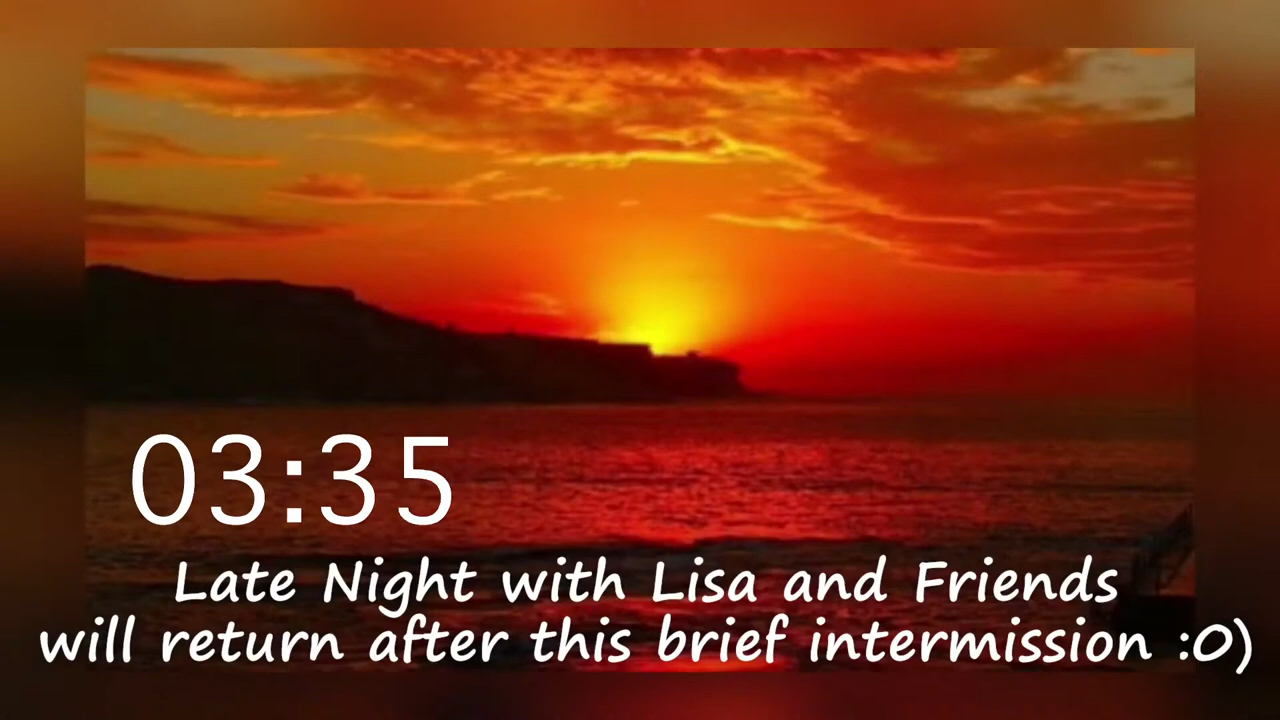 03:35
Late Night with Lisa and Friends
will return after this brief intermission :O)